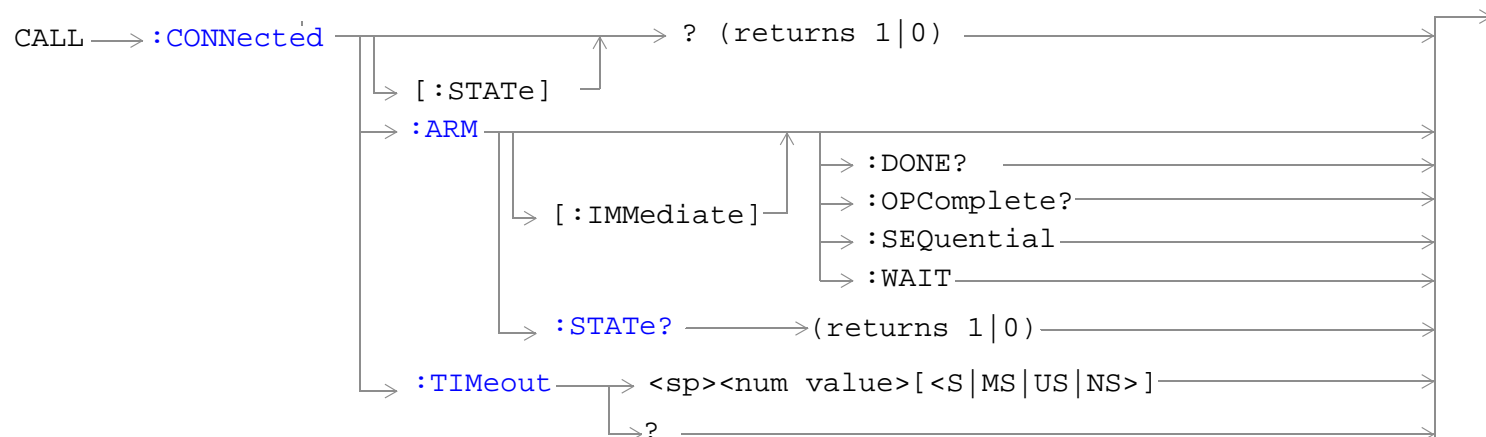 CALL :CONNected ? (returns 1|0)
[:STATe]
:ARM
:DONE?
[:IMMediate] :OPComplete?
:SEQuential
:WAIT
:STATe? (returns 1|0)
:TIMeout <sp><num value>[<S|MS|US|NS>]
?